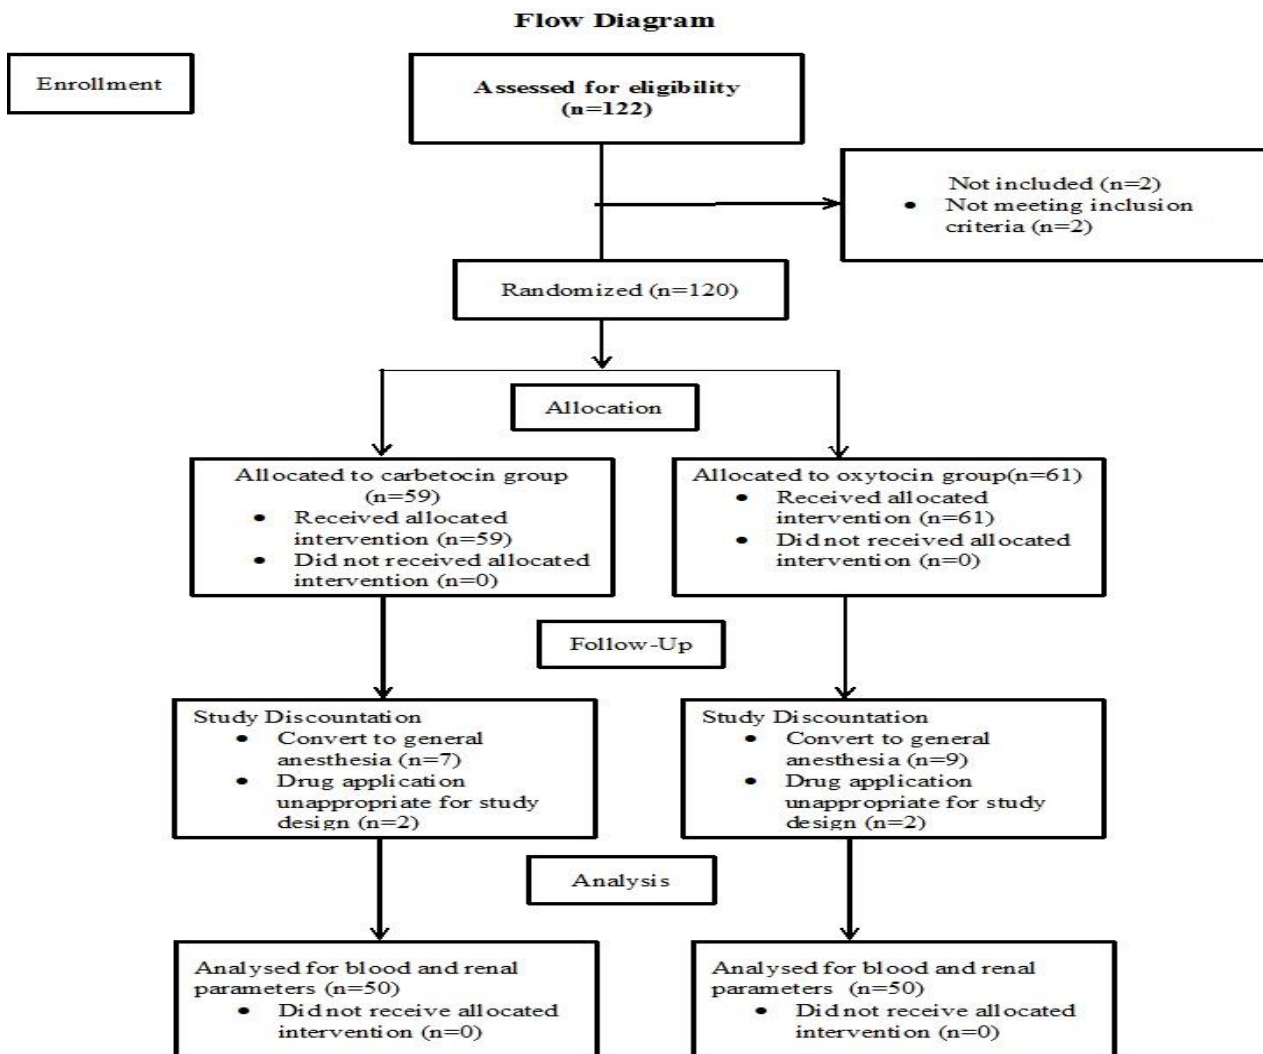 Flow Diagram
Enrollment
Assessed for eligibility
(n=122)
Not included (n=2)
• Not meeting inclusion
criteria (n=2)
Randomized (n=120)
Allocation
Allocated to carbetocin group
(n=59)
• Received allocated
intervention (n=59)
• Did not received allocated
intervention (n=0)
Allocated to oxytocin group(n=61)
• Received allocated
intervention (n=61)
• Did not received allocated
intervention (n=0)
Follow-Up
Study Discountation
• Convert to general
anesthesia (n=7)
• Drug application
unappropriate for study
design (n=2)
Study Discountation
• Convert to general
anesthesia (n=9)
• Drug application
unappropriate for study
design (n=2)
Analysis
Analysed for blood and renal
parameters (n=50)
• Did not receive allocated
intervention (n=0)
Analysed for blood and renal
parameters (n=50)
• Did not receive allocated
intervention (n=0)